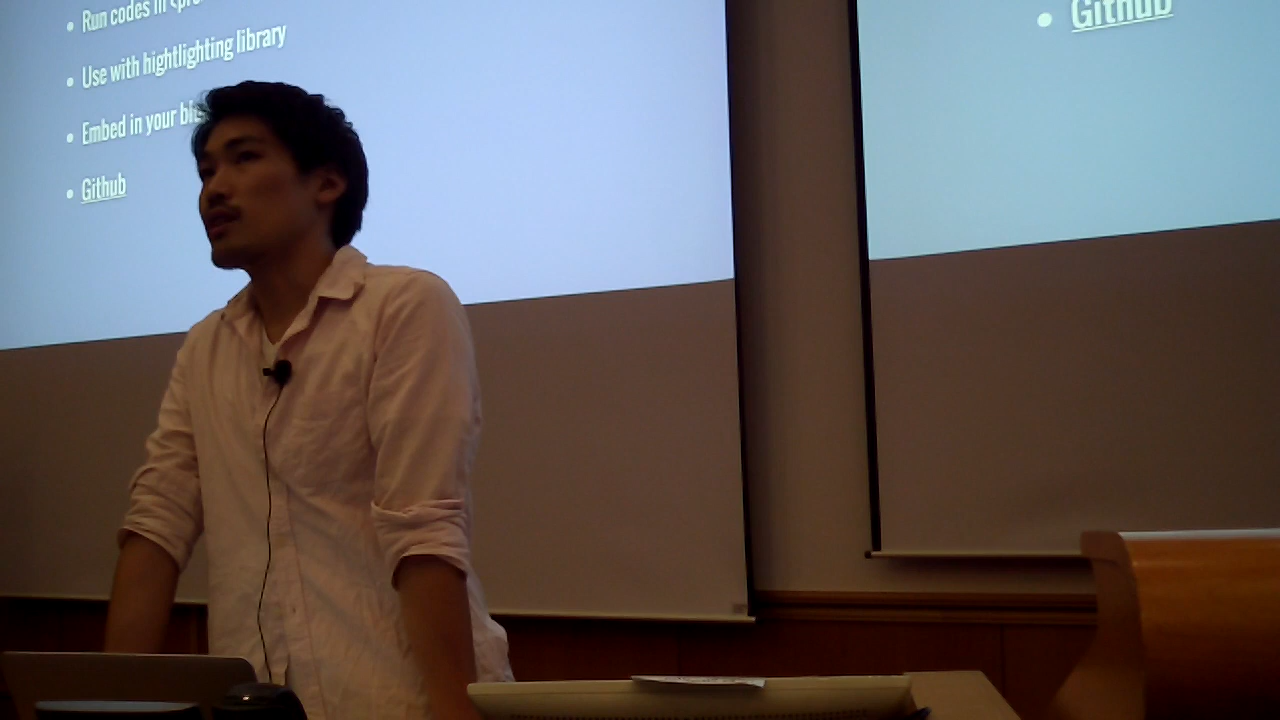 Run codes in
Use with hightlighting library
Embed in your
Github
Github